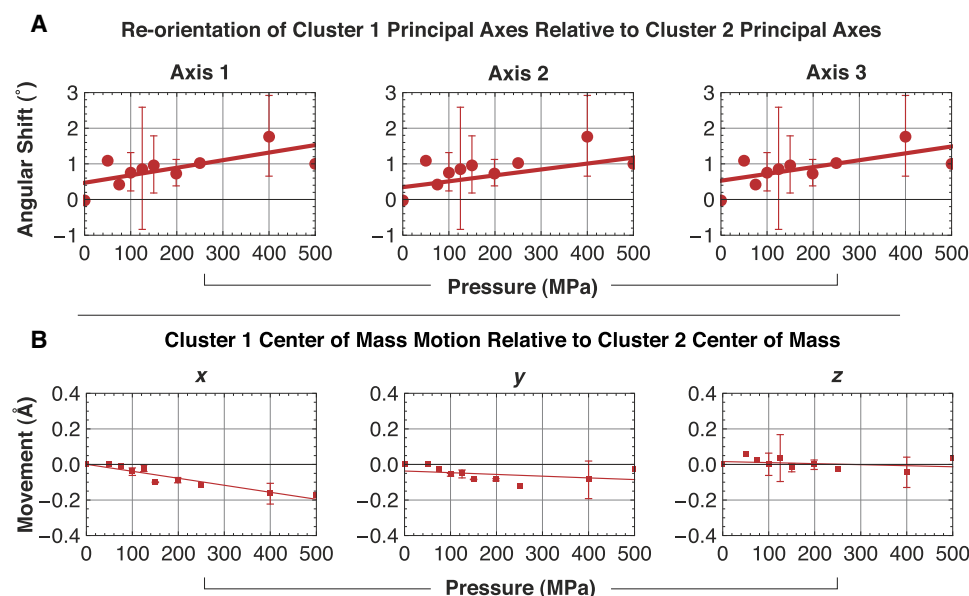 A
Re-orientation of Cluster 1 Principal Axes Relative to Cluster 2 Principal Axes
Axis 1 Axis 2 Axis 3
Angular Shift (°)
3 3 3
2 2 2
1 1 1
0 0 0
−1 −1 −1
0 100 200 300 400 500 0 100 200 300 400 500 0 100 200 300 400 500
Pressure (MPa)
B
Cluster 1 Center of Mass Motion Relative to Cluster 2 Center of Mass
x y z
Movement (Å)
0.4 0.4 0.4
0.2 0.2 0.2
0.0 0.0 0.0
−0.2 −0.2 −0.2
−0.4 −0.4 −0.4
0 100 200 300 400 500 0 100 200 300 400 500 0 100 200 300 400 500
Pressure (MPa)